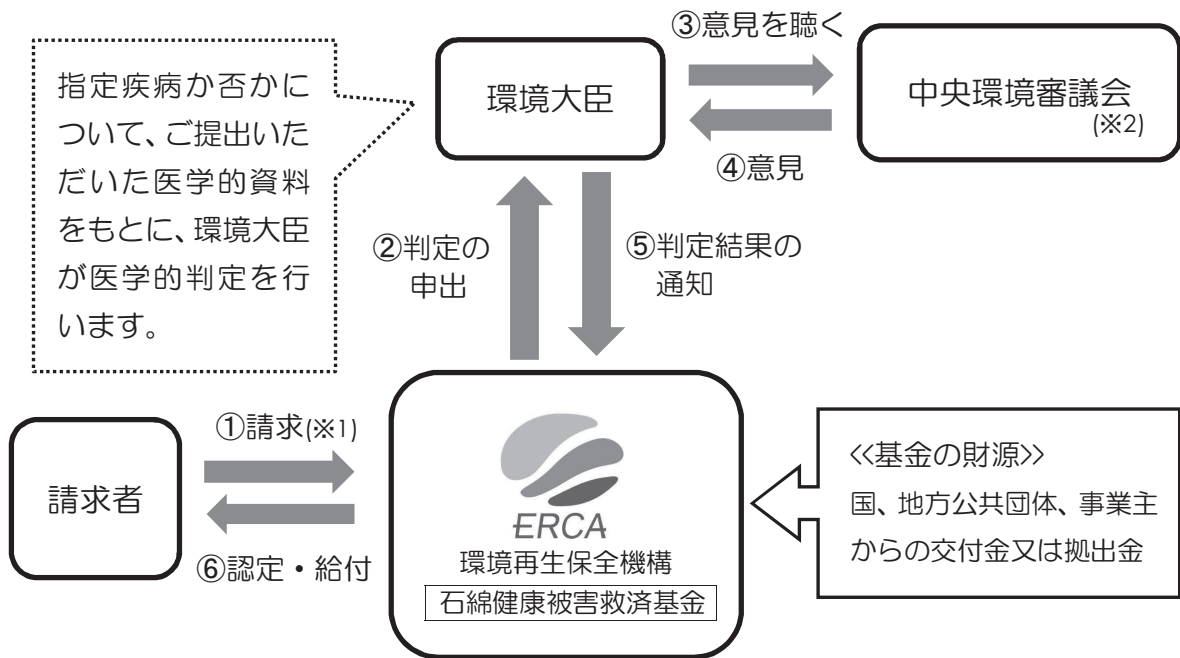 ③意見を聴く
指定疾病か否かに
ついて、ご提出いた
だいた医学的資料
をもとに、環境大臣
が医学的判定を行
います。
環境大臣
中央環境審議会
(※2)
④意見
②判定の
申出
⑤判定結果の
通知
請求者
①請求(※1)
⑥認定・給付
ERCA
環境再生保全機構
石綿健康被害救済基金
≪基金の財源≫
国、地方公共団体、事業主
からの交付金又は拠出金